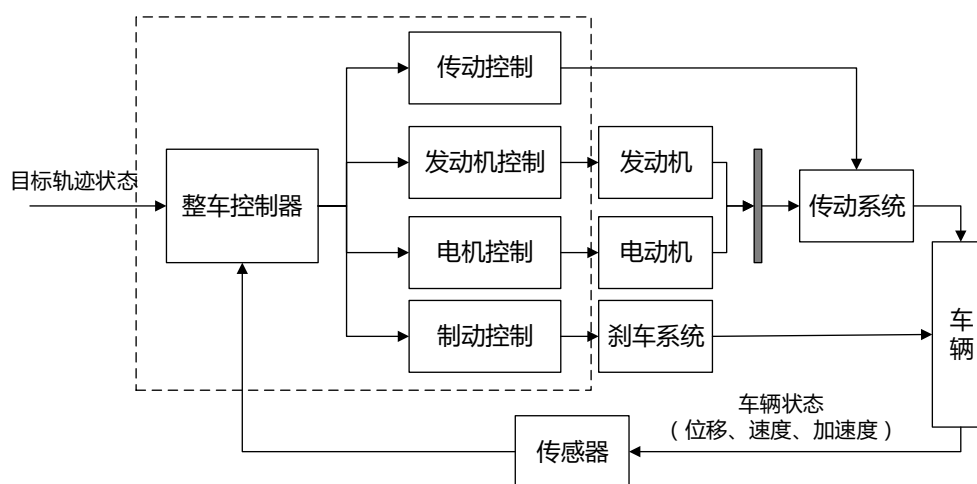 传动控制
发动机控制
发动机
目标轨迹状态
整车控制器
传动系统
电机控制
电动机
制动控制
刹车系统
车
辆
车辆状态
（位移、速度、加速度）
传感器